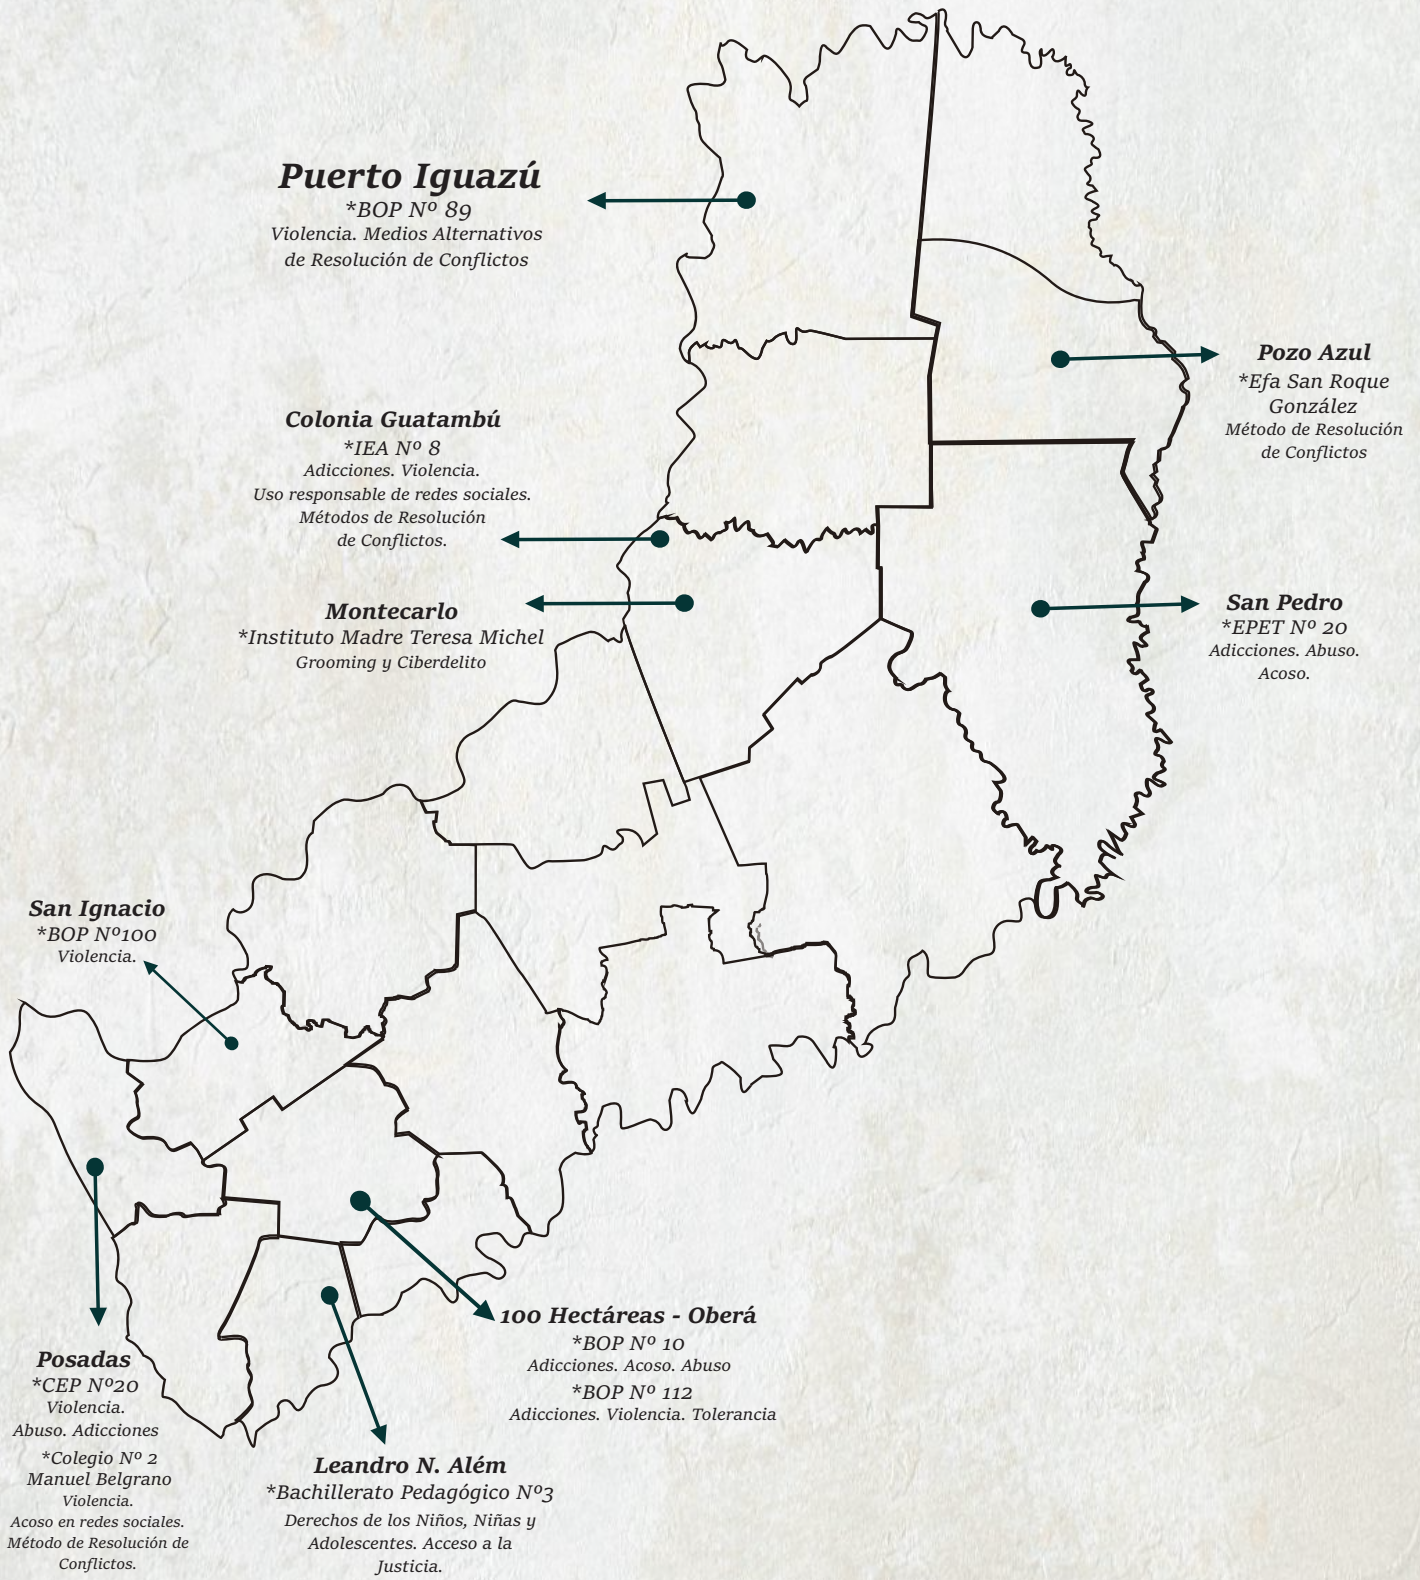 Puerto Iguazú
*BOP Nº 89
Violencia. Medios Alternativos
de Resolución de Conflictos
Pozo Azul
*Efa San Roque
González
Método de Resolución
de Conflictos
Colonia Guatambú
*IEA Nº 8
Adicciones. Violencia.
Uso responsable de redes sociales.
Métodos de Resolución
de Conflictos.
Montecarlo
*Instituto Madre Teresa Michel
Grooming y Ciberdelito
San Pedro
*EPET Nº 20
Adicciones. Abuso.
Acoso.
San Ignacio
*BOP Nº100
Violencia.
100 Hectáreas - Oberá
*BOP Nº 10
Adicciones. Acoso. Abuso
*BOP Nº 112
Adicciones. Violencia. Tolerancia
Posadas
*CEP Nº20
Violencia.
Abuso. Adicciones
*Colegio Nº 2
Manuel Belgrano
Violencia.
Acoso en redes sociales.
Método de Resolución de
Conflictos.
Leandro N. Além
*Bachillerato Pedagógico Nº3
Derechos de los Niños, Niñas y
Adolescentes. Acceso a la
Justicia.